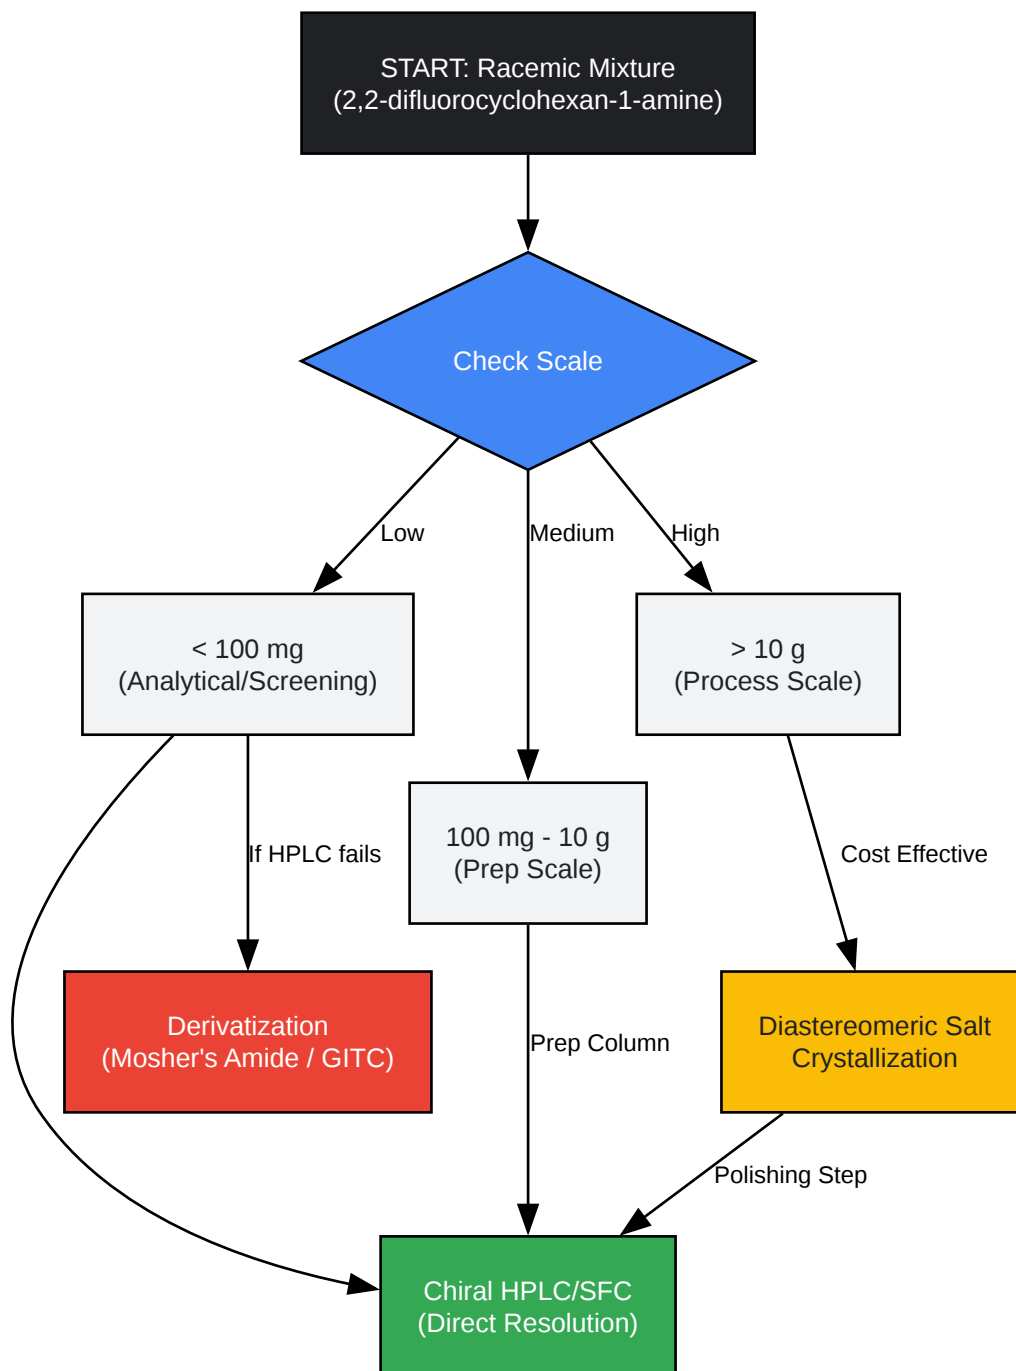 START: Racemic Mixture
(2,2-difluorocyclohexan-1-amine)
Check Scale
Low
Medium
High
< 100 mg
(Analytical/Screening)
> 10 g
(Process Scale)
100 mg - 10 g
(Prep Scale)
If HPLC fails
Cost Effective
Derivatization
(Mosher's Amide / GITC)
Prep Column
Diastereomeric Salt
Crystallization
Polishing Step
Chiral HPLC/SFC
(Direct Resolution)